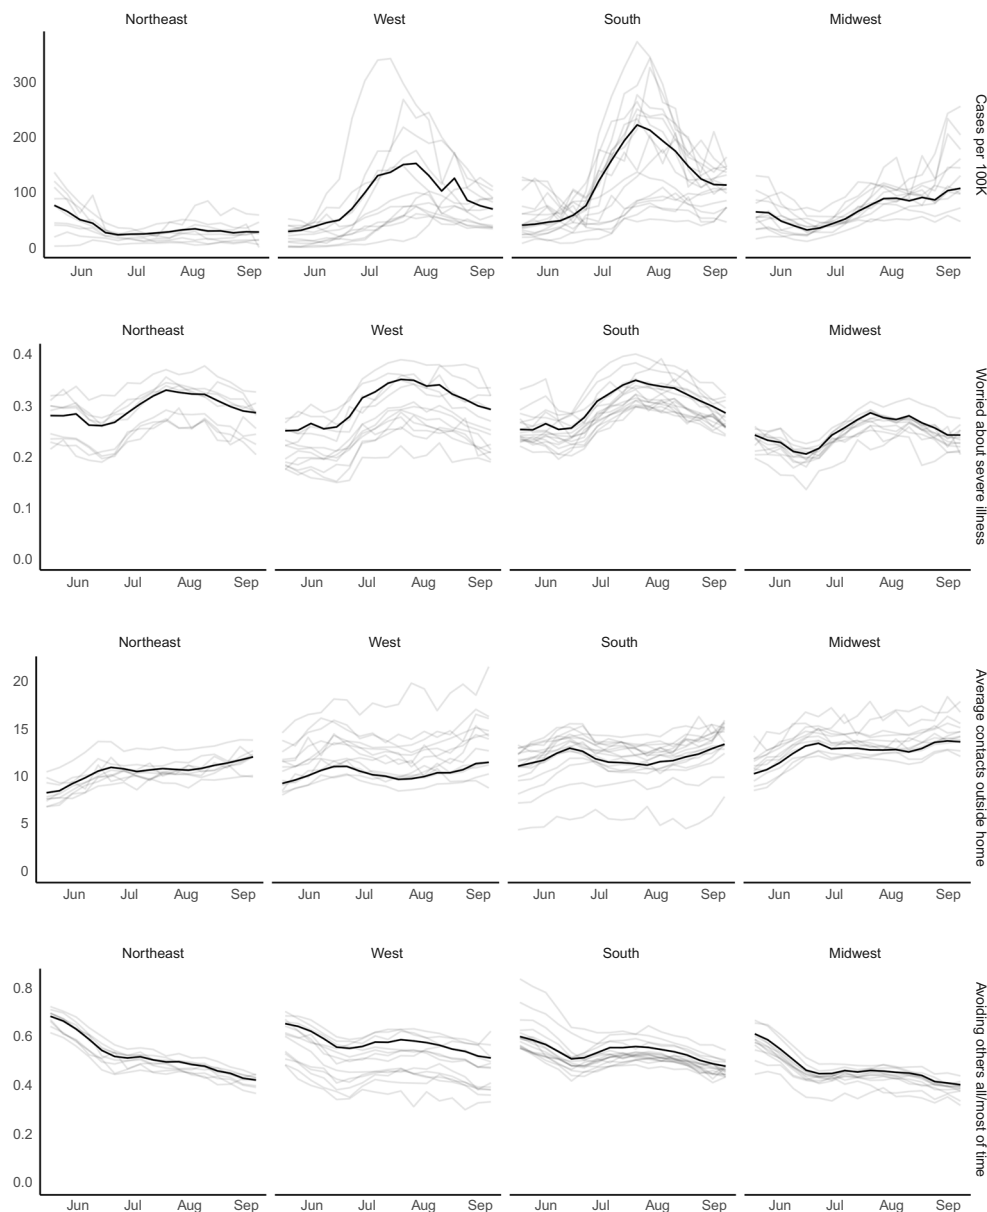 Northeast West South Midwest
300
200
100
0
Cases per 100K
Jun Jul Aug Sep Jun Jul Aug Sep Jun Jul Aug Sep Jun Jul Aug Sep
Northeast West South Midwest
0.4
0.3
0.2
0.1
0.0
Worried about severe illness
Jun Jul Aug Sep Jun Jul Aug Sep Jun Jul Aug Sep Jun Jul Aug Sep
Northeast West South Midwest
20
15
10
5
0
Average contacts outside home
Jun Jul Aug Sep Jun Jul Aug Sep Jun Jul Aug Sep Jun Jul Aug Sep
Northeast West South Midwest
0.8
0.6
0.4
0.2
0.0
Avoiding others all/most of time
Jun Jul Aug Sep Jun Jul Aug Sep Jun Jul Aug Sep Jun Jul Aug Sep